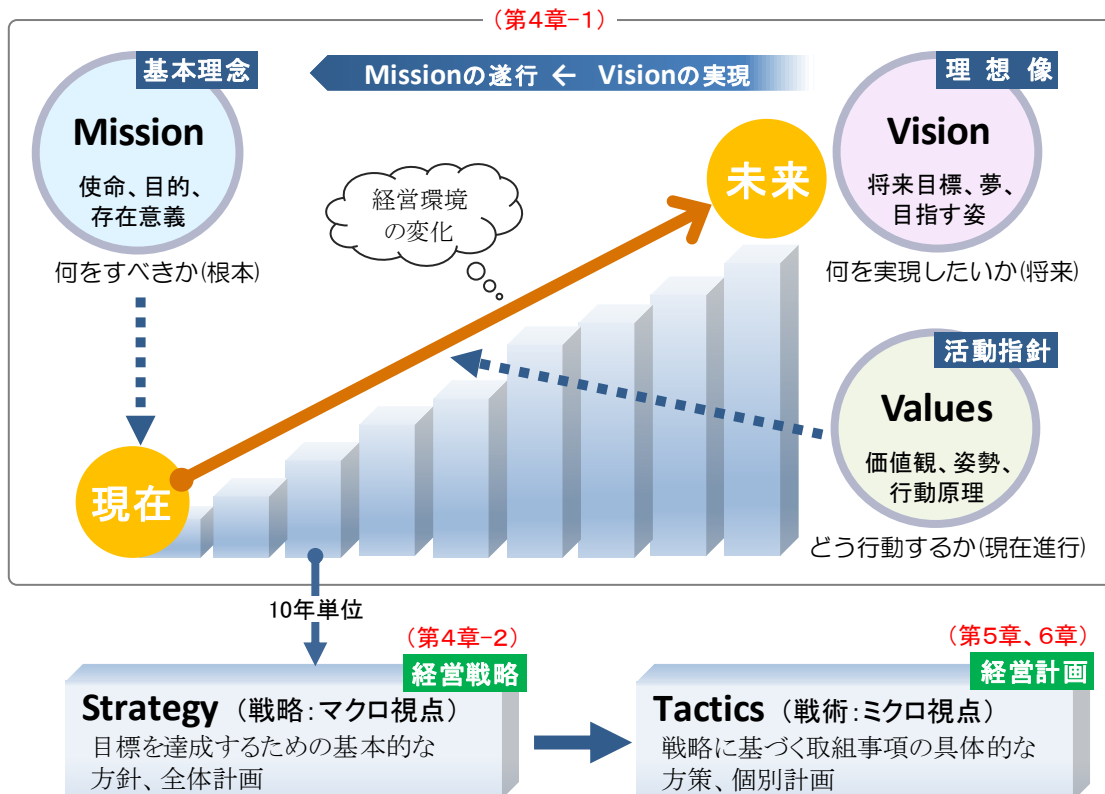 (第4章-1)
基本理念
Missionの遂行 ← Visionの実現
理想像
Mission
使命、目的、
存在意義
何をすべきか(根本)
経営環境
の変化
未来
Vision
将来目標、夢、
目指す姿
何を実現したいか(将来)
活動指針
Values
価値観、姿勢、
行動原理
どう行動するか(現在進行)
現在
10年単位
(第4章-2)
経営戦略
Strategy (戦略:マクロ視点)
目標を達成するための基本的な
方針、全体計画
(第5章、6章)
経営計画
Tactics (戦術:ミクロ視点)
戦略に基づく取組事項の具体的な
方策、個別計画